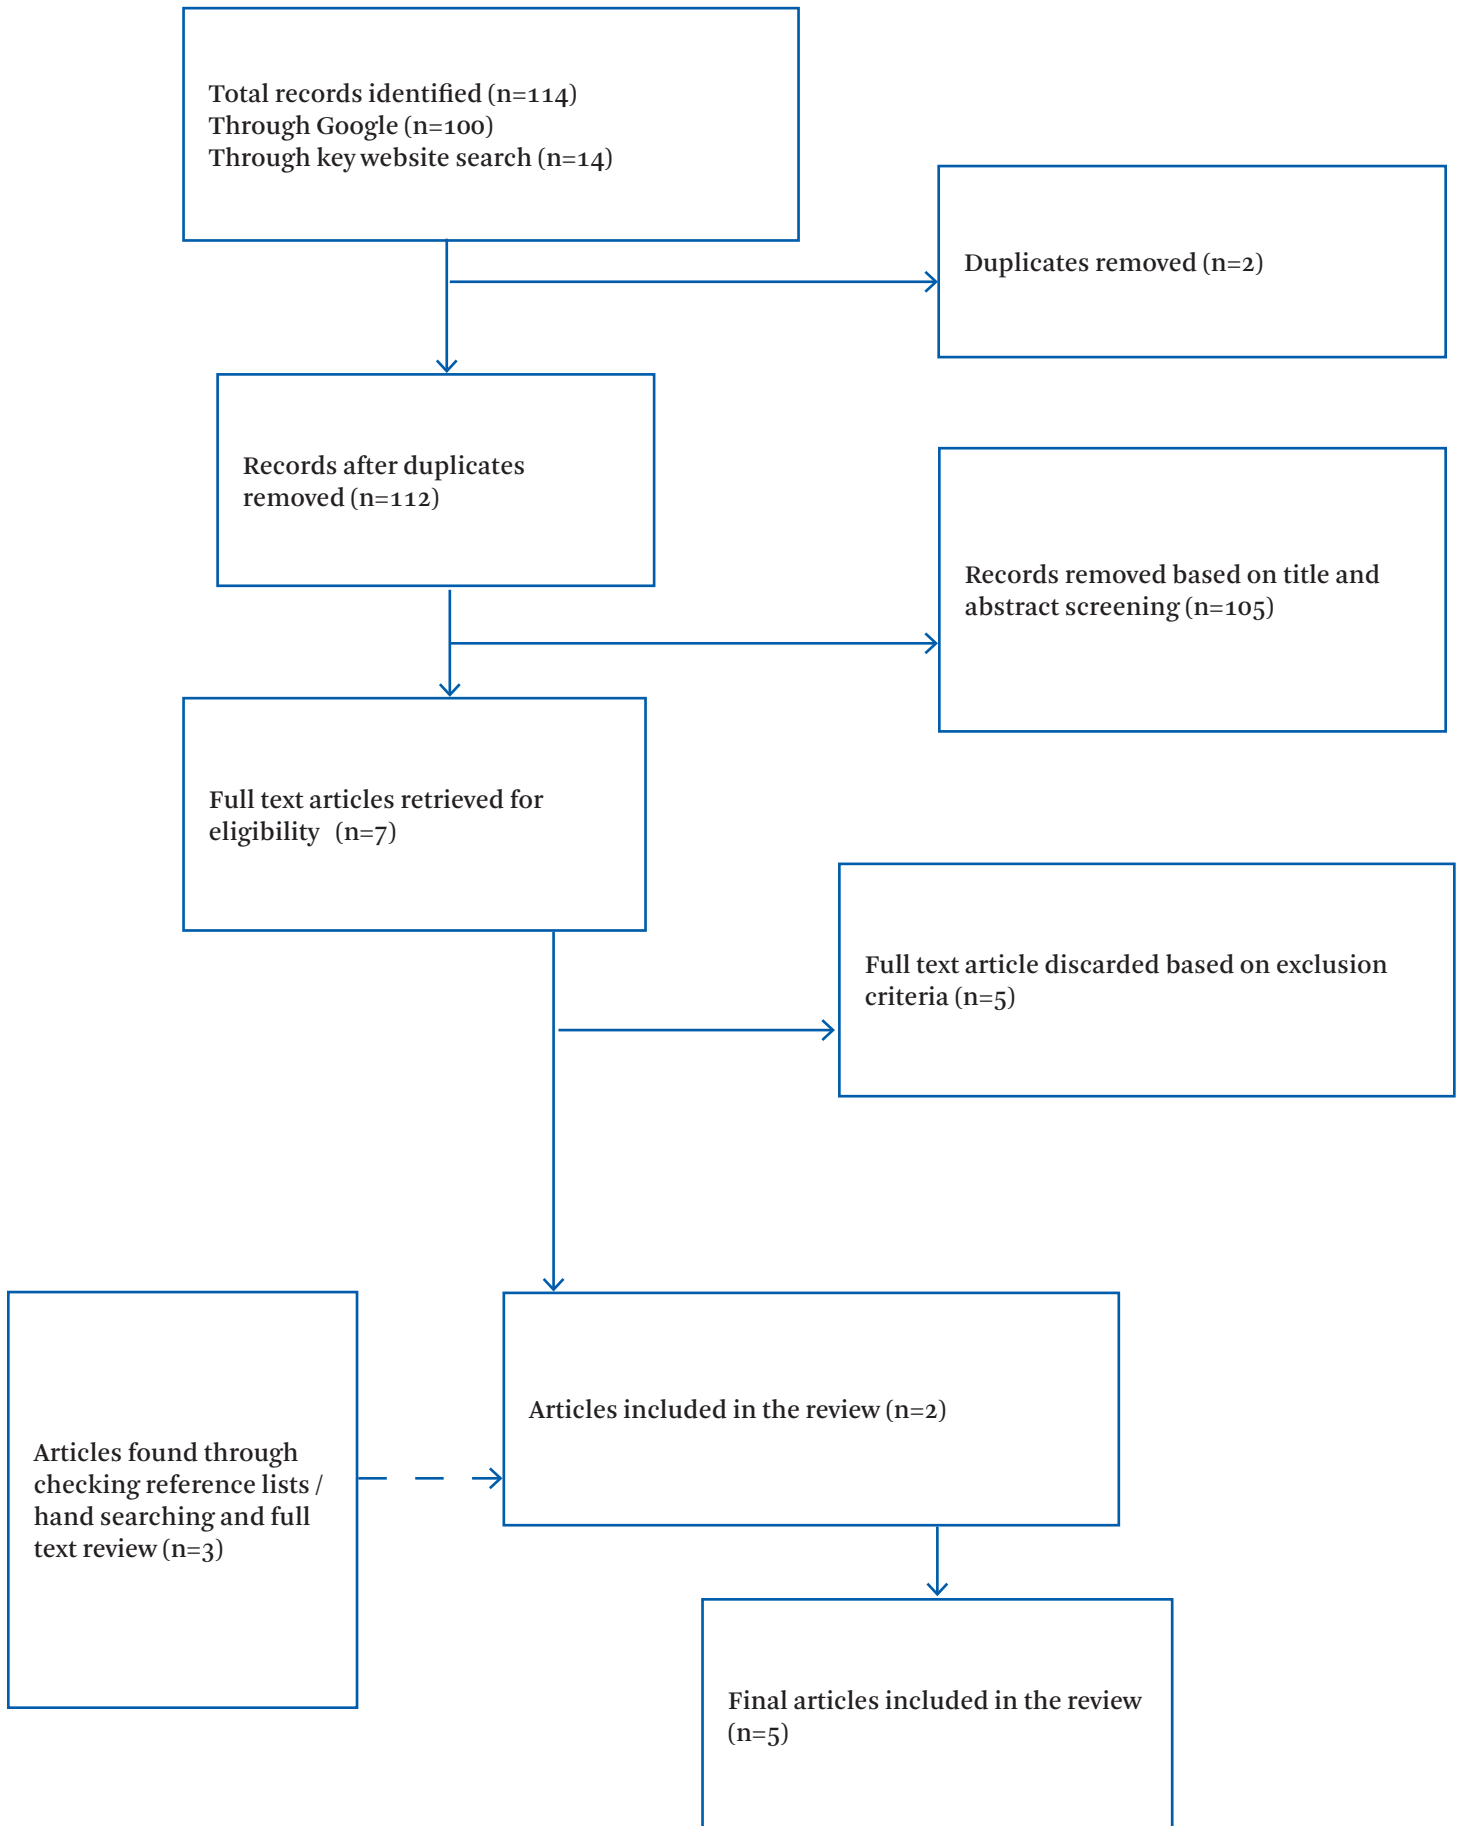 Total records identified (n=114)
Through Google (n=100)
Through key website search (n=14)
Duplicates removed (n=2)
Records after duplicates
removed (n=112)
Records removed based on title and
abstract screening (n=105)
Full text articles retrieved for
eligibility (n=7)
Full text article discarded based on exclusion
criteria (n=5)
Articles found through
checking reference lists /
hand searching and full
text review (n=3)
Articles included in the review (n=2)
Final articles included in the review
(n=5)